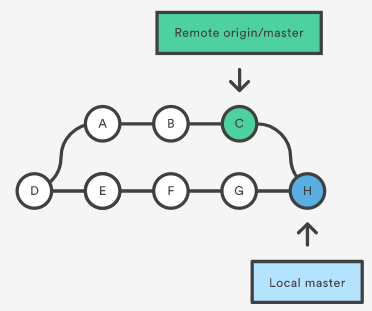 Remote origin/master
A B C
D E F G H
Local master